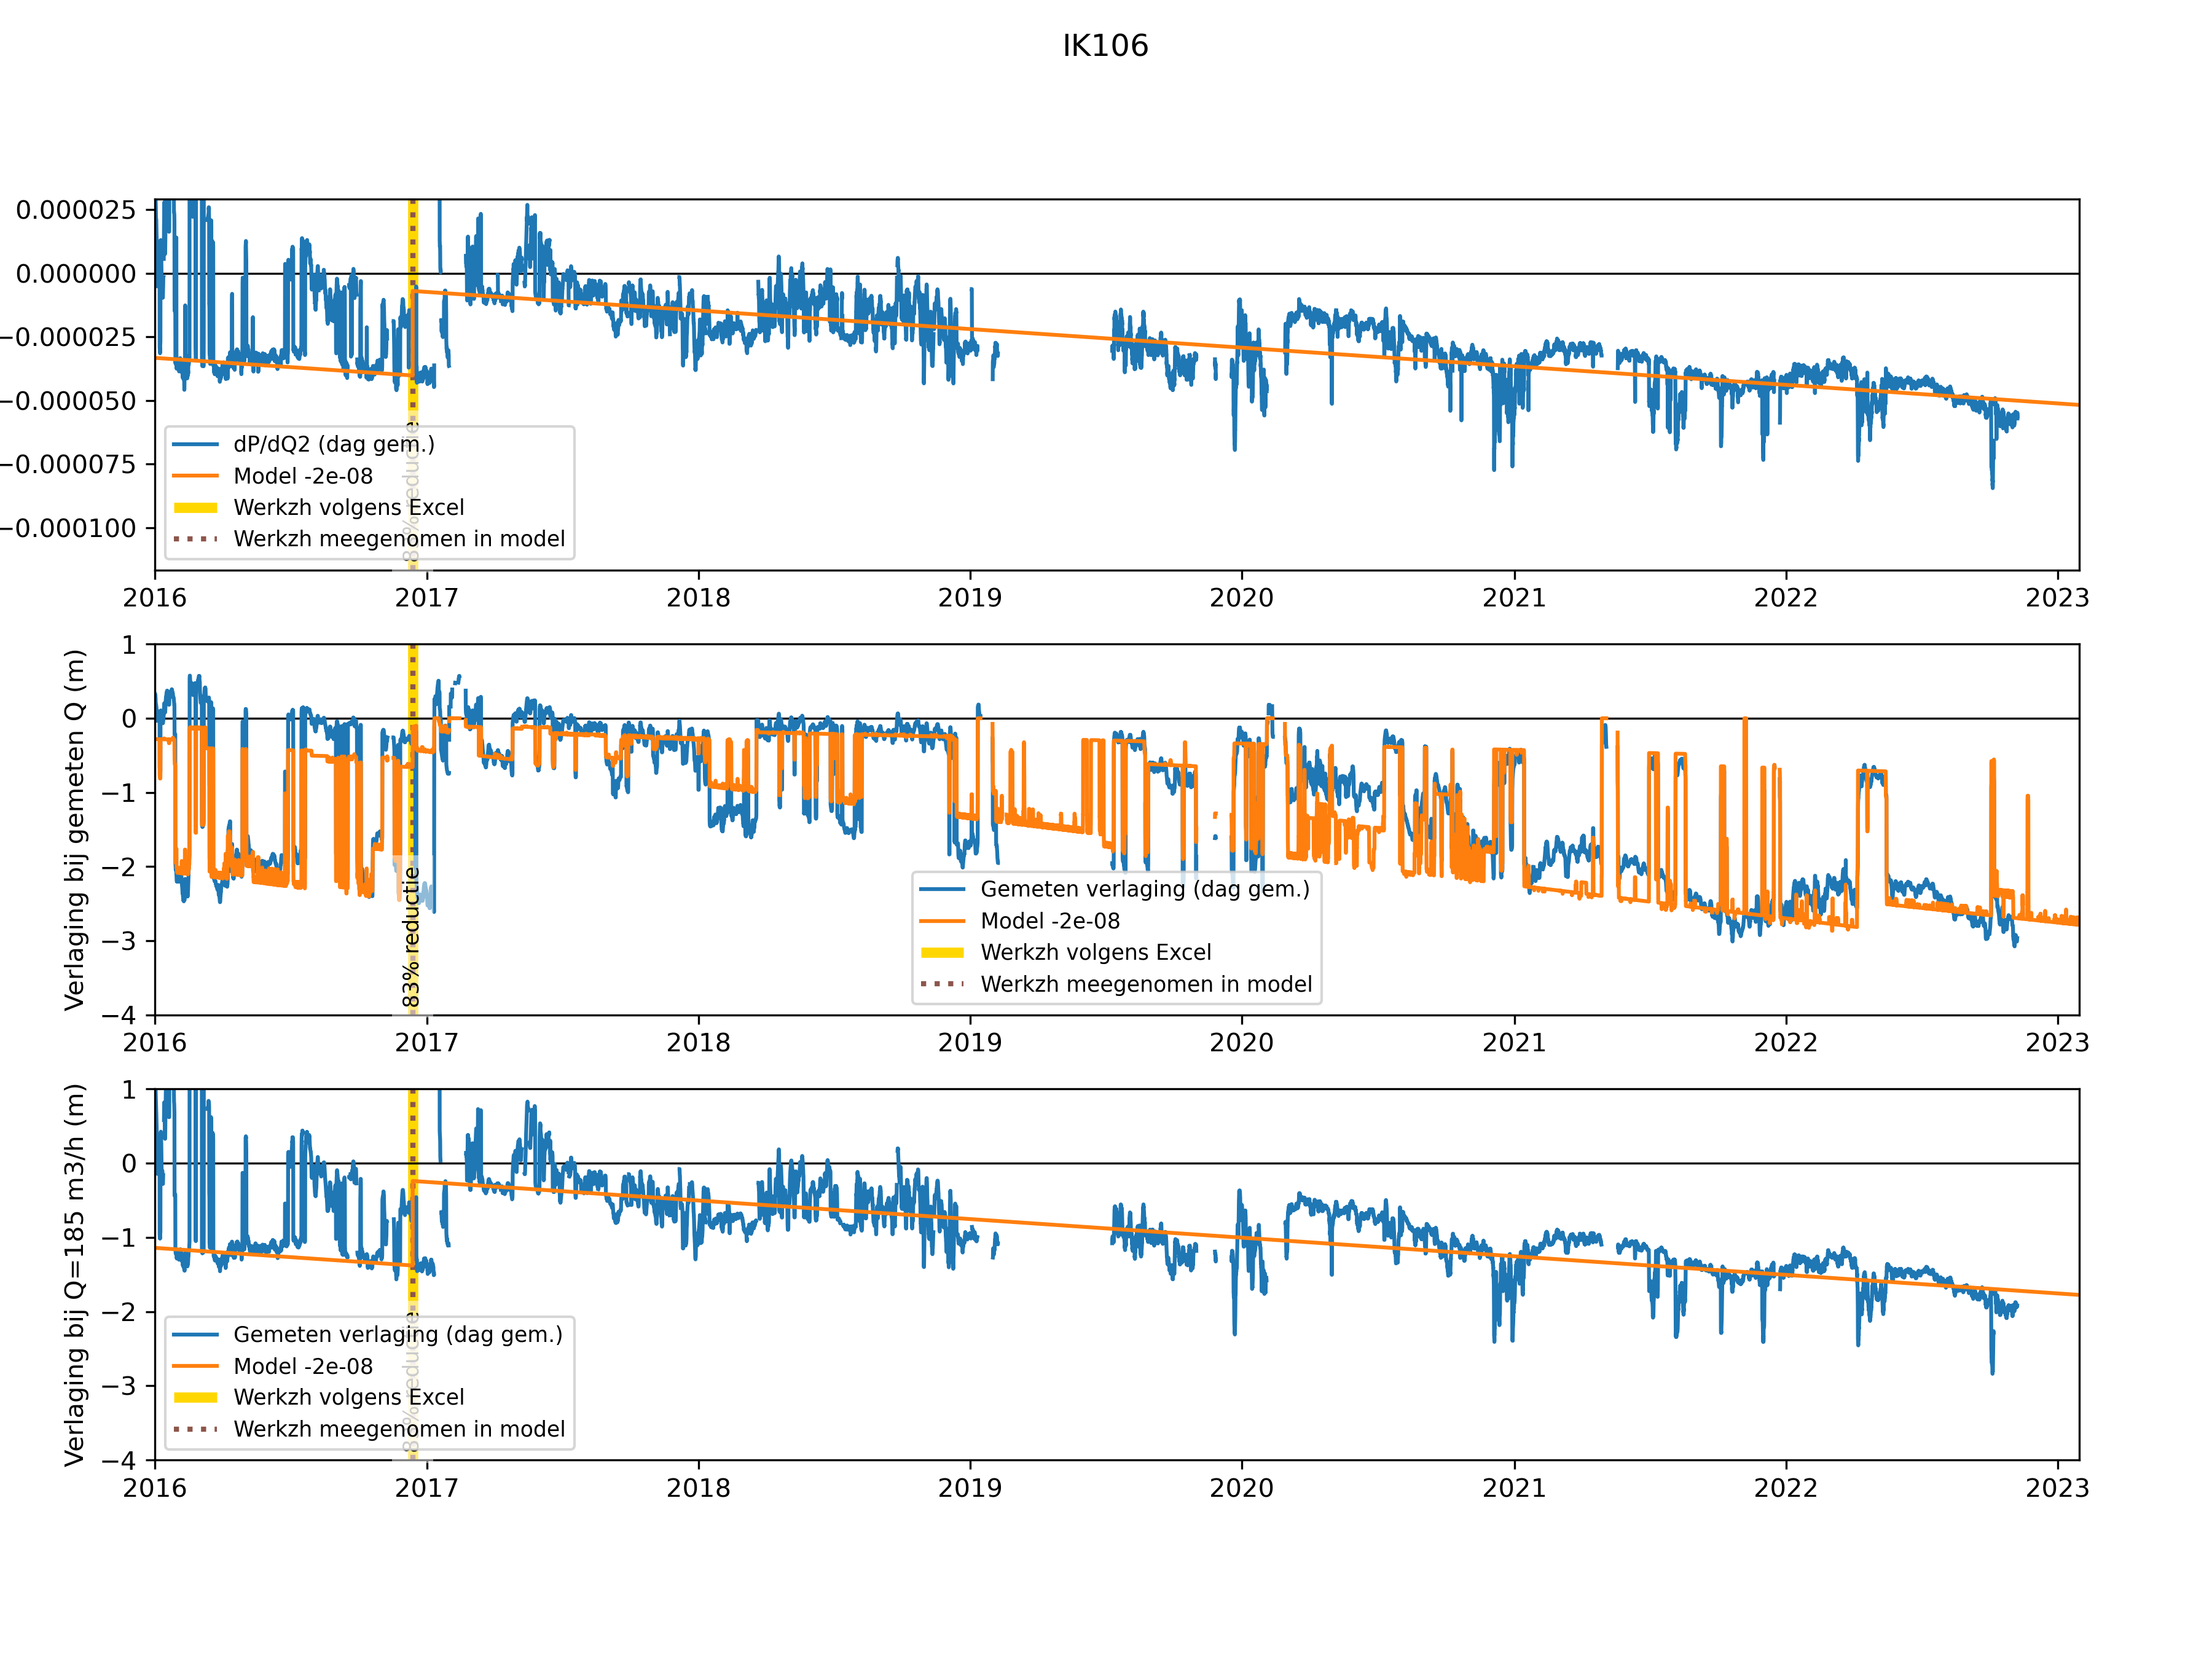 IK106
0.000025
0.000000
−0.000025
−0.000050
−0.000075
−0.000100
83% reductie
dP/dQ2 (dag gem.)
Model -2e-08
Werkzh volgens Excel
Werkzh meegenomen in model
2016 2017 2018 2019 2020 2021 2022 2023
Verlaging bij gemeten Q (m)
1
0
−1
−2
−3
−4
83% reductie
Gemeten verlaging (dag gem.)
Model -2e-08
Werkzh volgens Excel
Werkzh meegenomen in model
2016 2017 2018 2019 2020 2021 2022 2023
Verlaging bij Q=185 m3/h (m)
1
0
−1
−2
−3
−4
83% reductie
Gemeten verlaging (dag gem.)
Model -2e-08
Werkzh volgens Excel
Werkzh meegenomen in model
2016 2017 2018 2019 2020 2021 2022 2023